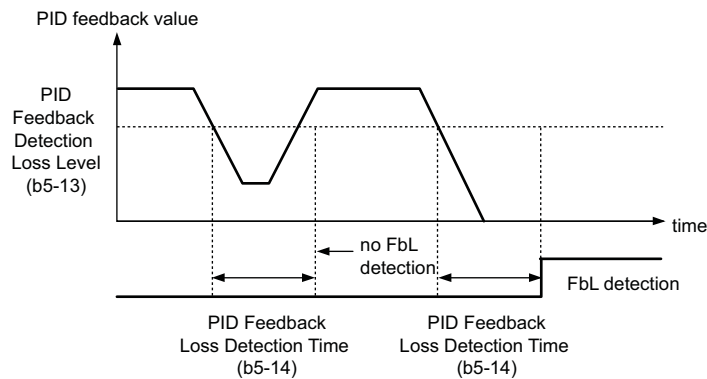 PID feedback value
PID
Feedback
Detection
Loss Level
(b5-13)
time
no FbL
detection
FbL detection
PID Feedback
Loss Detection Time
(b5-14)
PID Feedback
Loss Detection Time
(b5-14)